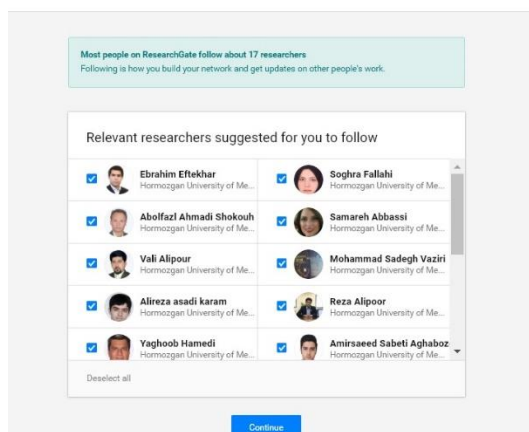 Most people on ResearchGate follow about 17 researchers
Following is how you build your network and get updates on other people's work.
Relevant researchers suggested for you to follow
Ebrahim Eftekhar
Hormozgan University of Me...
Soghra Fallahi
Hormozgan University of Me...
Abolfazl Ahmadi Shokouh
Hormozgan University of Me...
Samareh Abbassi
Hormozgan University of Me...
Vali Alipour
Hormozgan University of Me...
Mohammad Sadegh Vaziri
Hormozgan University of Me...
Alireza asadi karam
Hormozgan University of Me...
Reza Alipoor
Hormozgan University of Me...
Yaghoob Hamedi
Hormozgan University of Me...
Amirsaeed Sabeti Aghaboz
Hormozgan University of Me...
Deselect all
Continue